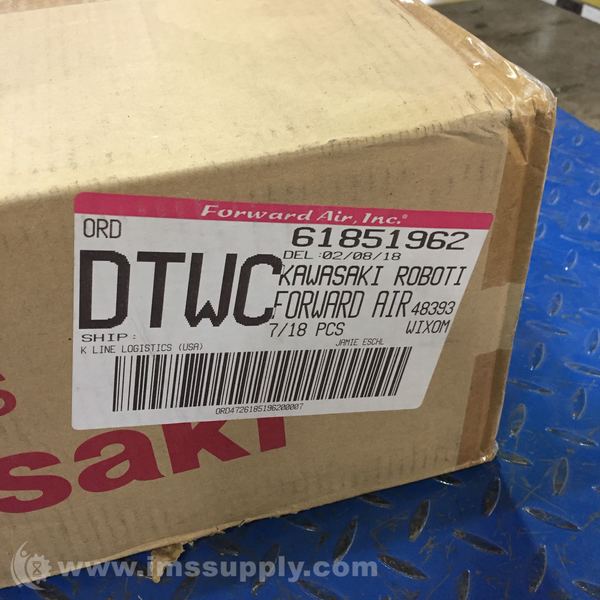 Forward Air, Inc.®
ORD
61851962
DEL:02/08/18
DTWC
KAWASAKI ROBOTI
FORWARD AIR 48393
7/18 PCS WIXOM
SHIP:
K LINE LOGISTICS (USA)
JAMIE ESCHL
ORD4726185196200007
saki
www.imssupply.com